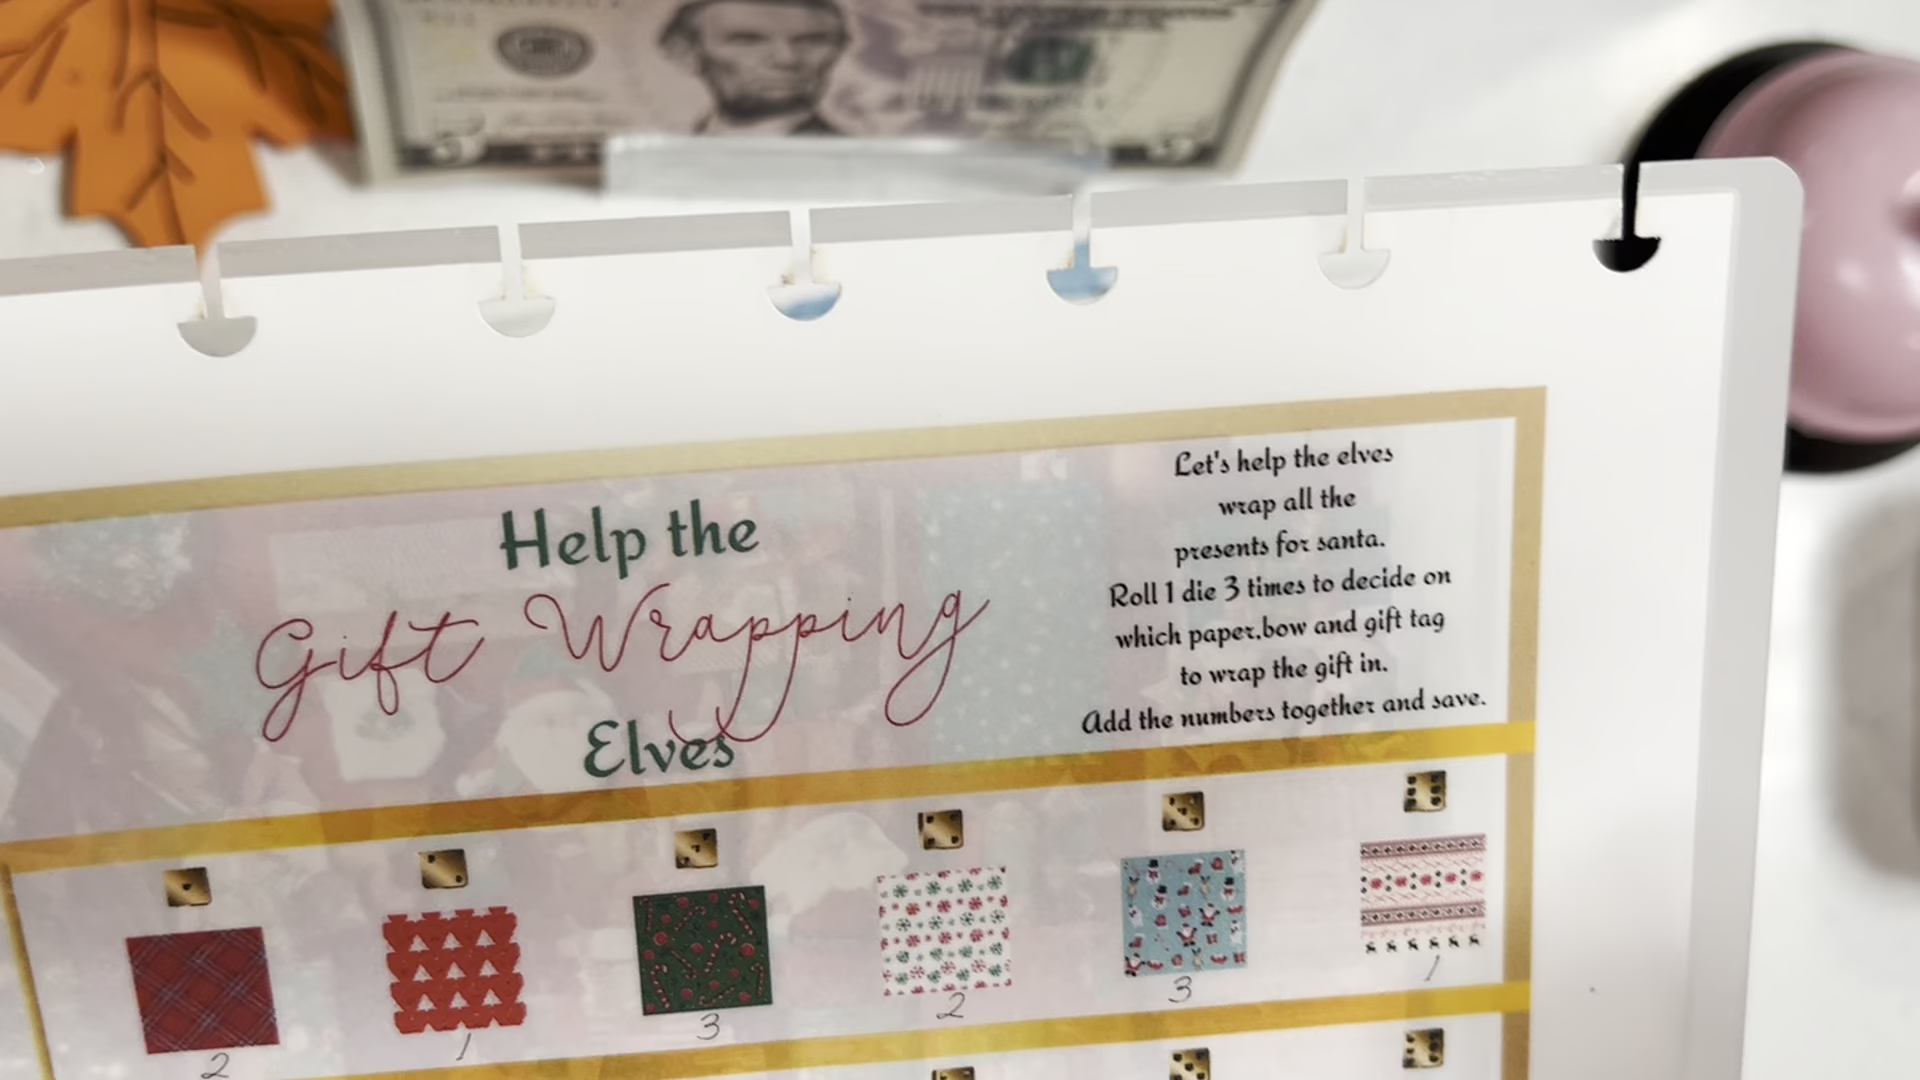 5 5
Help the
Gift Wrapping
Elves
Let's help the elves
wrap all the
presents for santa.
Roll 1 die 3 times to decide on
which paper,bow and gift tag
to wrap the gift in.
Add the numbers together and save.
2 1 3 2 3 1